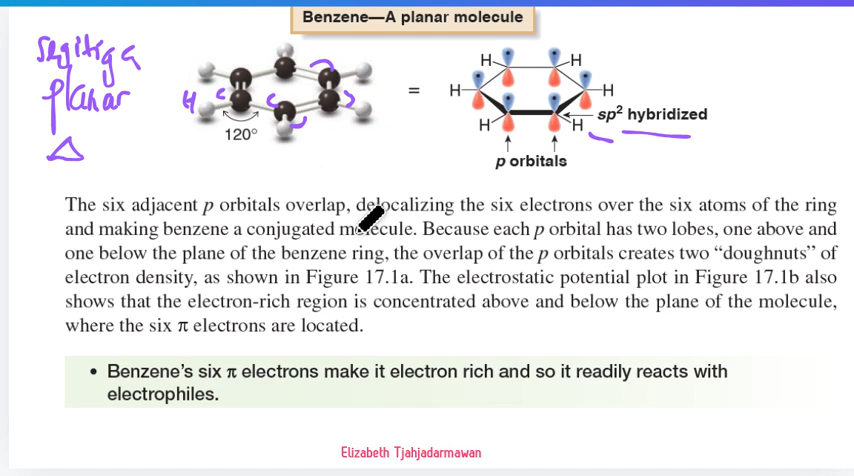 Benzene—A planar molecule
segitiga
planar
H
120°
=
H
H
H
H
H
H
sp² hybridized
p orbitals
The six adjacent p orbitals overlap, delocalizing the six electrons over the six atoms of the ring
and making benzene a conjugated molecule. Because each p orbital has two lobes, one above and
one below the plane of the benzene ring, the overlap of the p orbitals creates two “doughnuts” of
electron density, as shown in Figure 17.1a. The electrostatic potential plot in Figure 17.1b also
shows that the electron-rich region is concentrated above and below the plane of the molecule,
where the six π electrons are located.
• Benzene’s six π electrons make it electron rich and so it readily reacts with
electrophiles.
Elizabeth Tjahjadarmawan